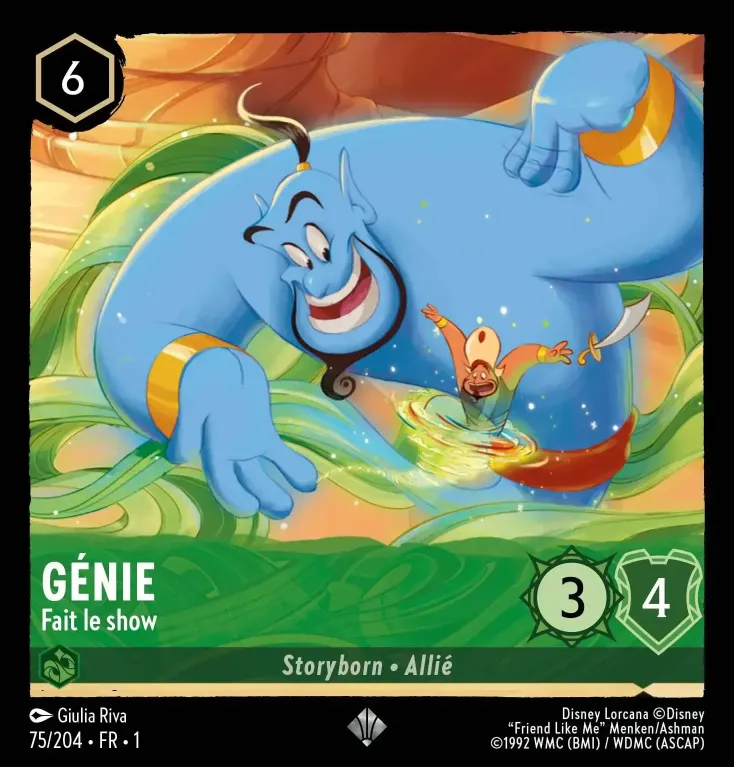 6
GÉNIE
Fait le show
3
4
Storyborn • Allié
Giulia Riva
75/204 • FR • 1
Disney Lorcana ©Disney
“Friend Like Me” Menken/Ashman
©1992 WMC (BMI) / WDMC (ASCAP)